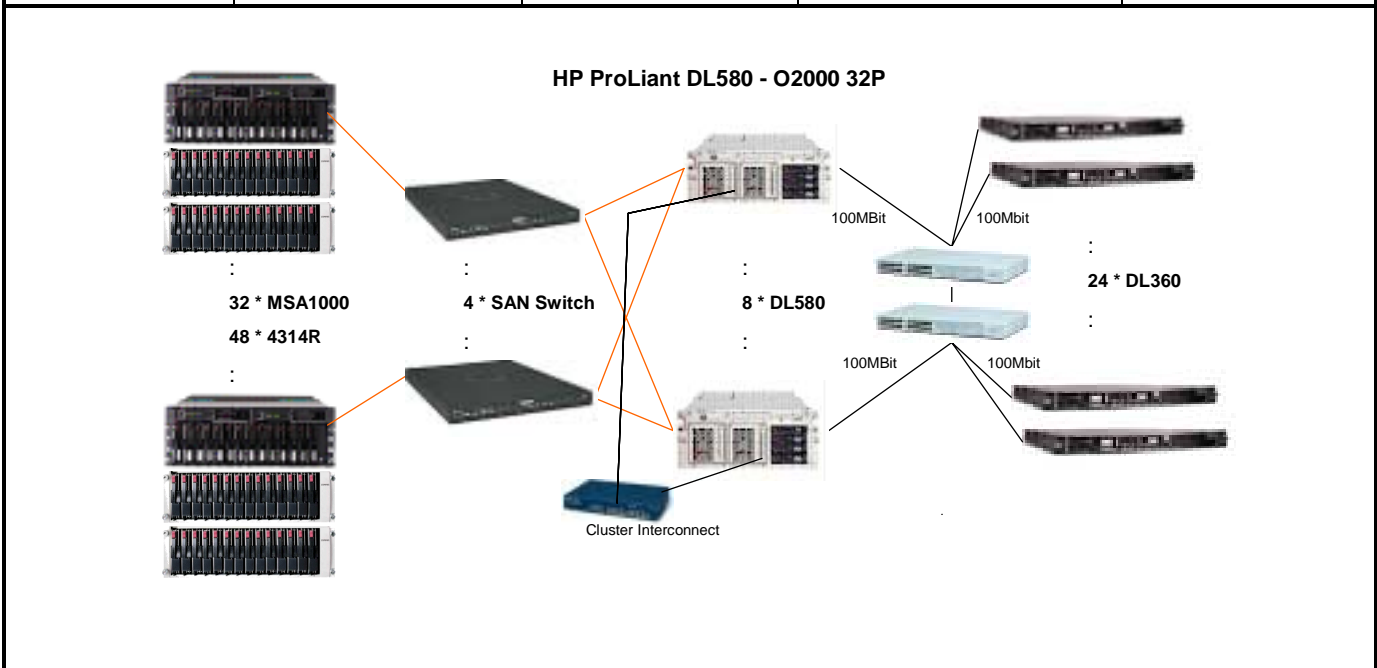 HP ProLiant DL580 - O2000 32P
100MBit
100Mbit
:
:
:
:
32 * MSA1000
4 * SAN Switch
8 * DL580
24 * DL360
48 * 4314R
:
:
:
:
100MBit
100Mbit
Cluster Interconnect